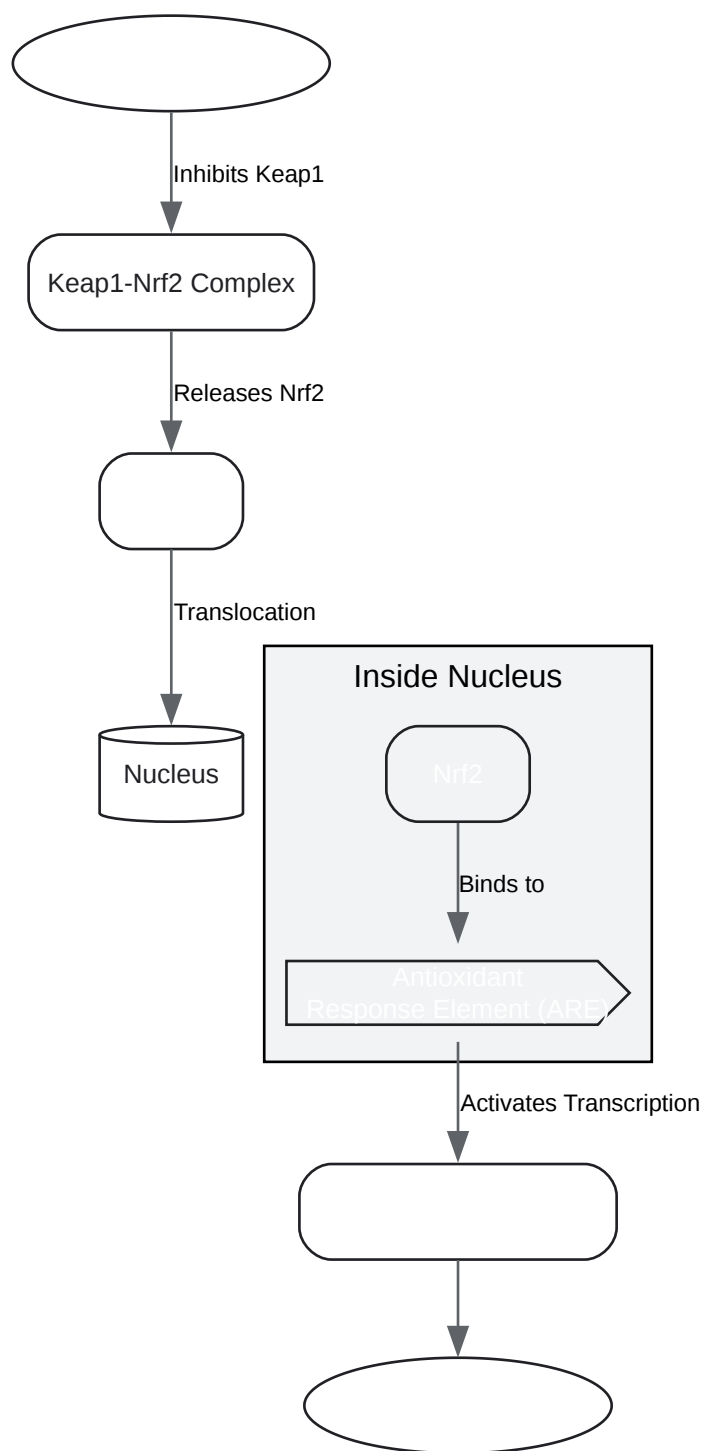 Inhibits Keap1
Keap1-Nrf2 Complex
Releases Nrf2
Translocation
Inside Nucleus
Nucleus
Nrf2
Binds to
Antioxidant
Response Element (ARE)
Activates Transcription